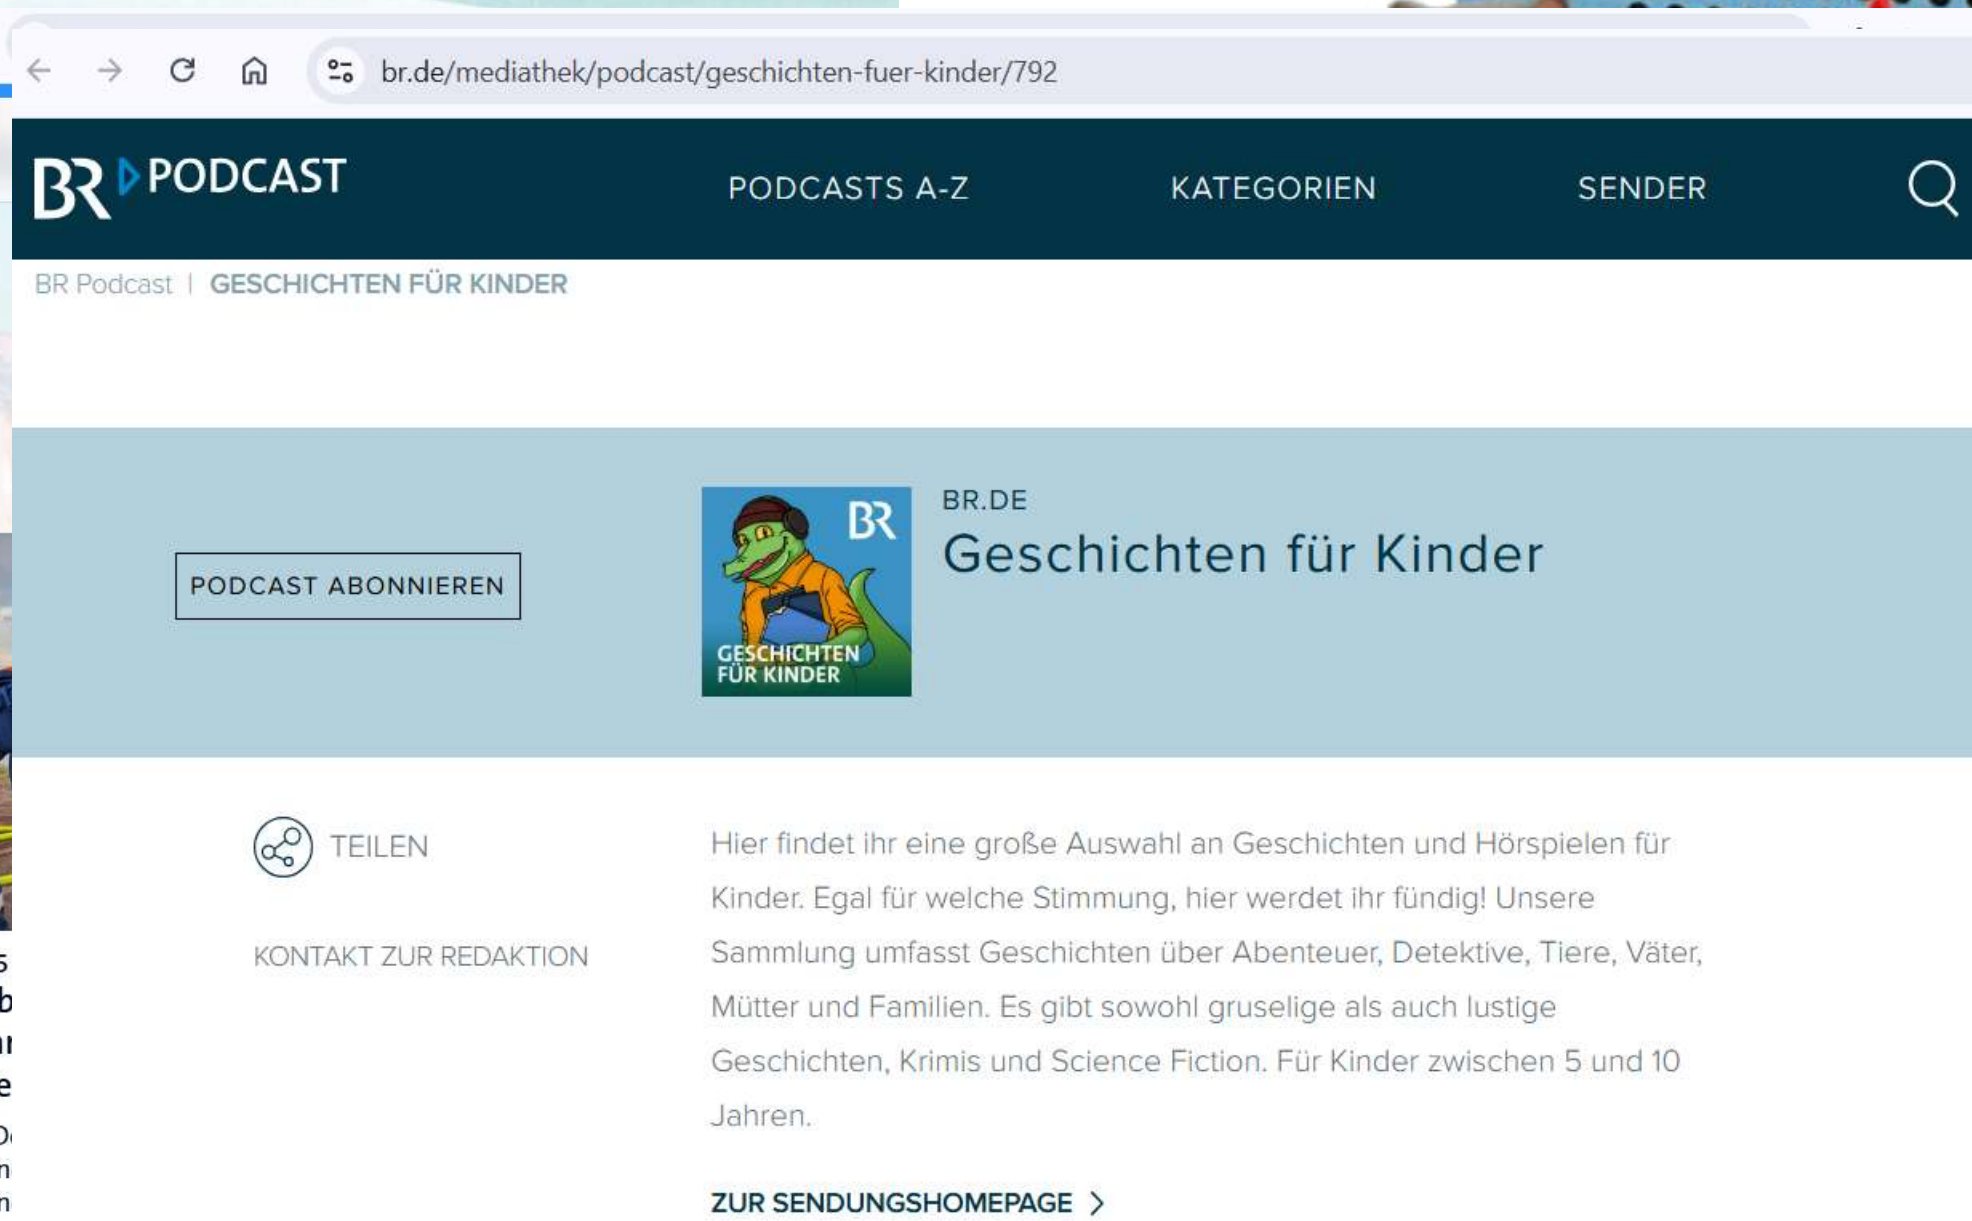 br.de/mediathek/podcast/geschichten-fuer-kinder/792
BR PODCAST
PODCASTS A-Z
KATEGORIEN
SENDER
BR Podcast | GESCHICHTEN FÜR KINDER
PODCAST ABONNIEREN
BR
GESCHICHTEN
FÜR KINDER
BR.DE
Geschichten für Kinder
TEILEN
KONTAKT ZUR REDAKTION
Hier findet ihr eine große Auswahl an Geschichten und Hörspielen für
Kinder. Egal für welche Stimmung, hier werdet ihr fündig! Unsere
Sammlung umfasst Geschichten über Abenteuer, Detektive, Tiere, Väter,
Mütter und Familien. Es gibt sowohl gruselige als auch lustige
Geschichten, Krimis und Science Fiction. Für Kinder zwischen 5 und 10
Jahren.
ZUR SENDUNGSHOMEPAGE >